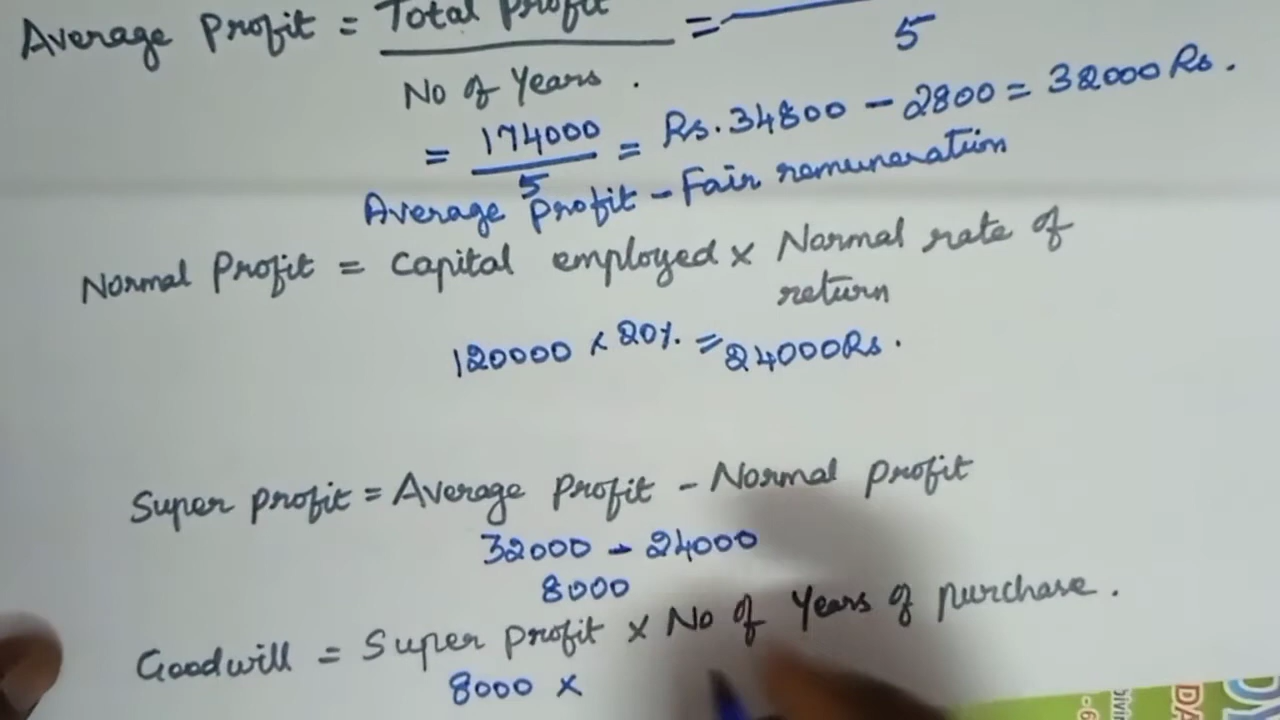 Average Profit = Total Profit =
No of Years .
5
= 174000 = Rs. 34800 - 2800 = 32000 Rs.
5
Average Profit - Fair remuneration
Normal Profit = Capital employed x Normal rate of
return
120000 x 20% = 24000Rs.
Super profit = Average Profit - Normal profit
32000 - 24000
8000
Goodwill = Super profit x No of Years of purchase.
8000 x